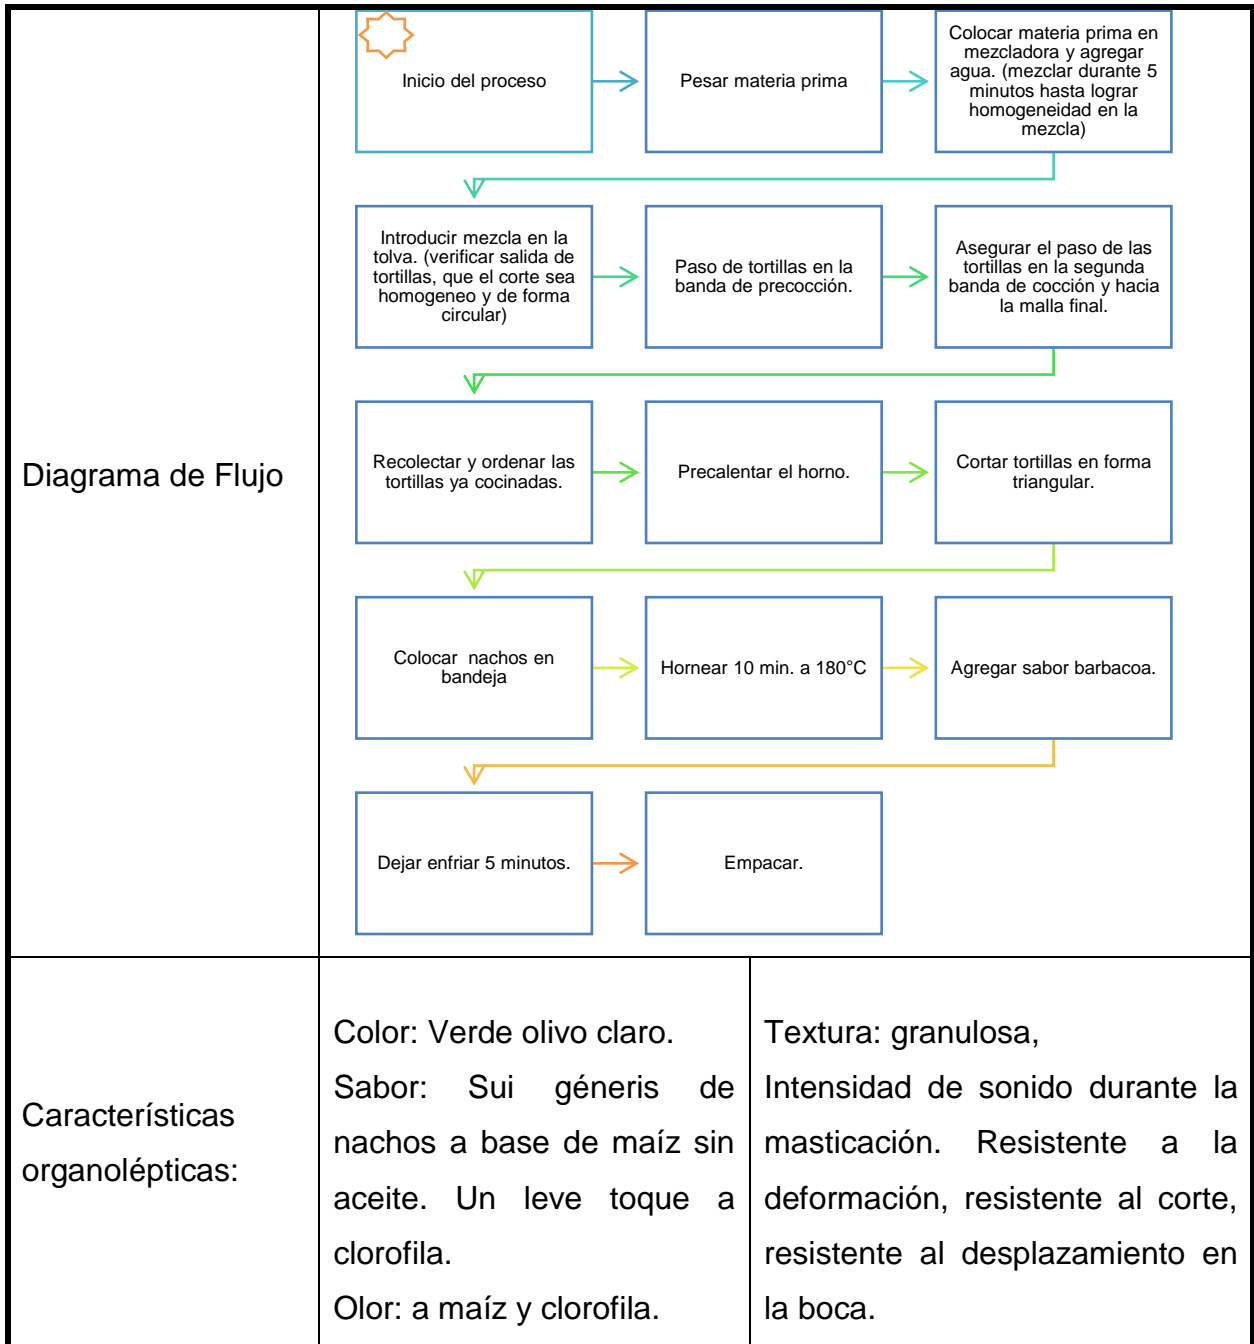 Diagrama de Flujo
Inicio del proceso
Pesar materia prima
Colocar materia prima en
mezcladora y agregar
agua. (mezclar durante 5
minutos hasta lograr
homogeneidad en la
mezcla)
Introducir mezcla en la
tolva. (verificar salida de
tortillas, que el corte sea
homogeneo y de forma
circular)
Paso de tortillas en la
banda de precocción.
Asegurar el paso de las
tortillas en la segunda
banda de cocción y hacia
la malla final.
Recolectar y ordenar las
tortillas ya cocinadas.
Precalentar el horno.
Cortar tortillas en forma
triangular.
Colocar  nachos en
bandeja
Hornear 10 min. a 180°C
Agregar sabor barbacoa.
Dejar enfriar 5 minutos.
Empacar.
Características
organolépticas:
Color: Verde olivo claro.
Sabor: Sui géneris de
nachos a base de maíz sin
aceite. Un leve toque a
clorofila.
Olor: a maíz y clorofila.
Textura: granulosa,
Intensidad de sonido durante la
masticación. Resistente a la
deformación, resistente al corte,
resistente al desplazamiento en
la boca.